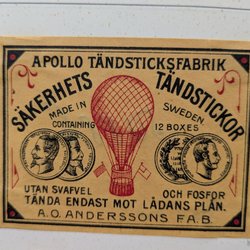 APOLLO TÄNDSTICKSFABRIK
SÄKERHETS TÄNDSTICKOR
MADE IN SWEDEN
CONTAINING 12 BOXES
UTAN SVAFVEL OCH FOSFOR
TÄNDA ENDAST MOT LÅDANS PLÅN.
A.O. ANDERSSONS FA.B.